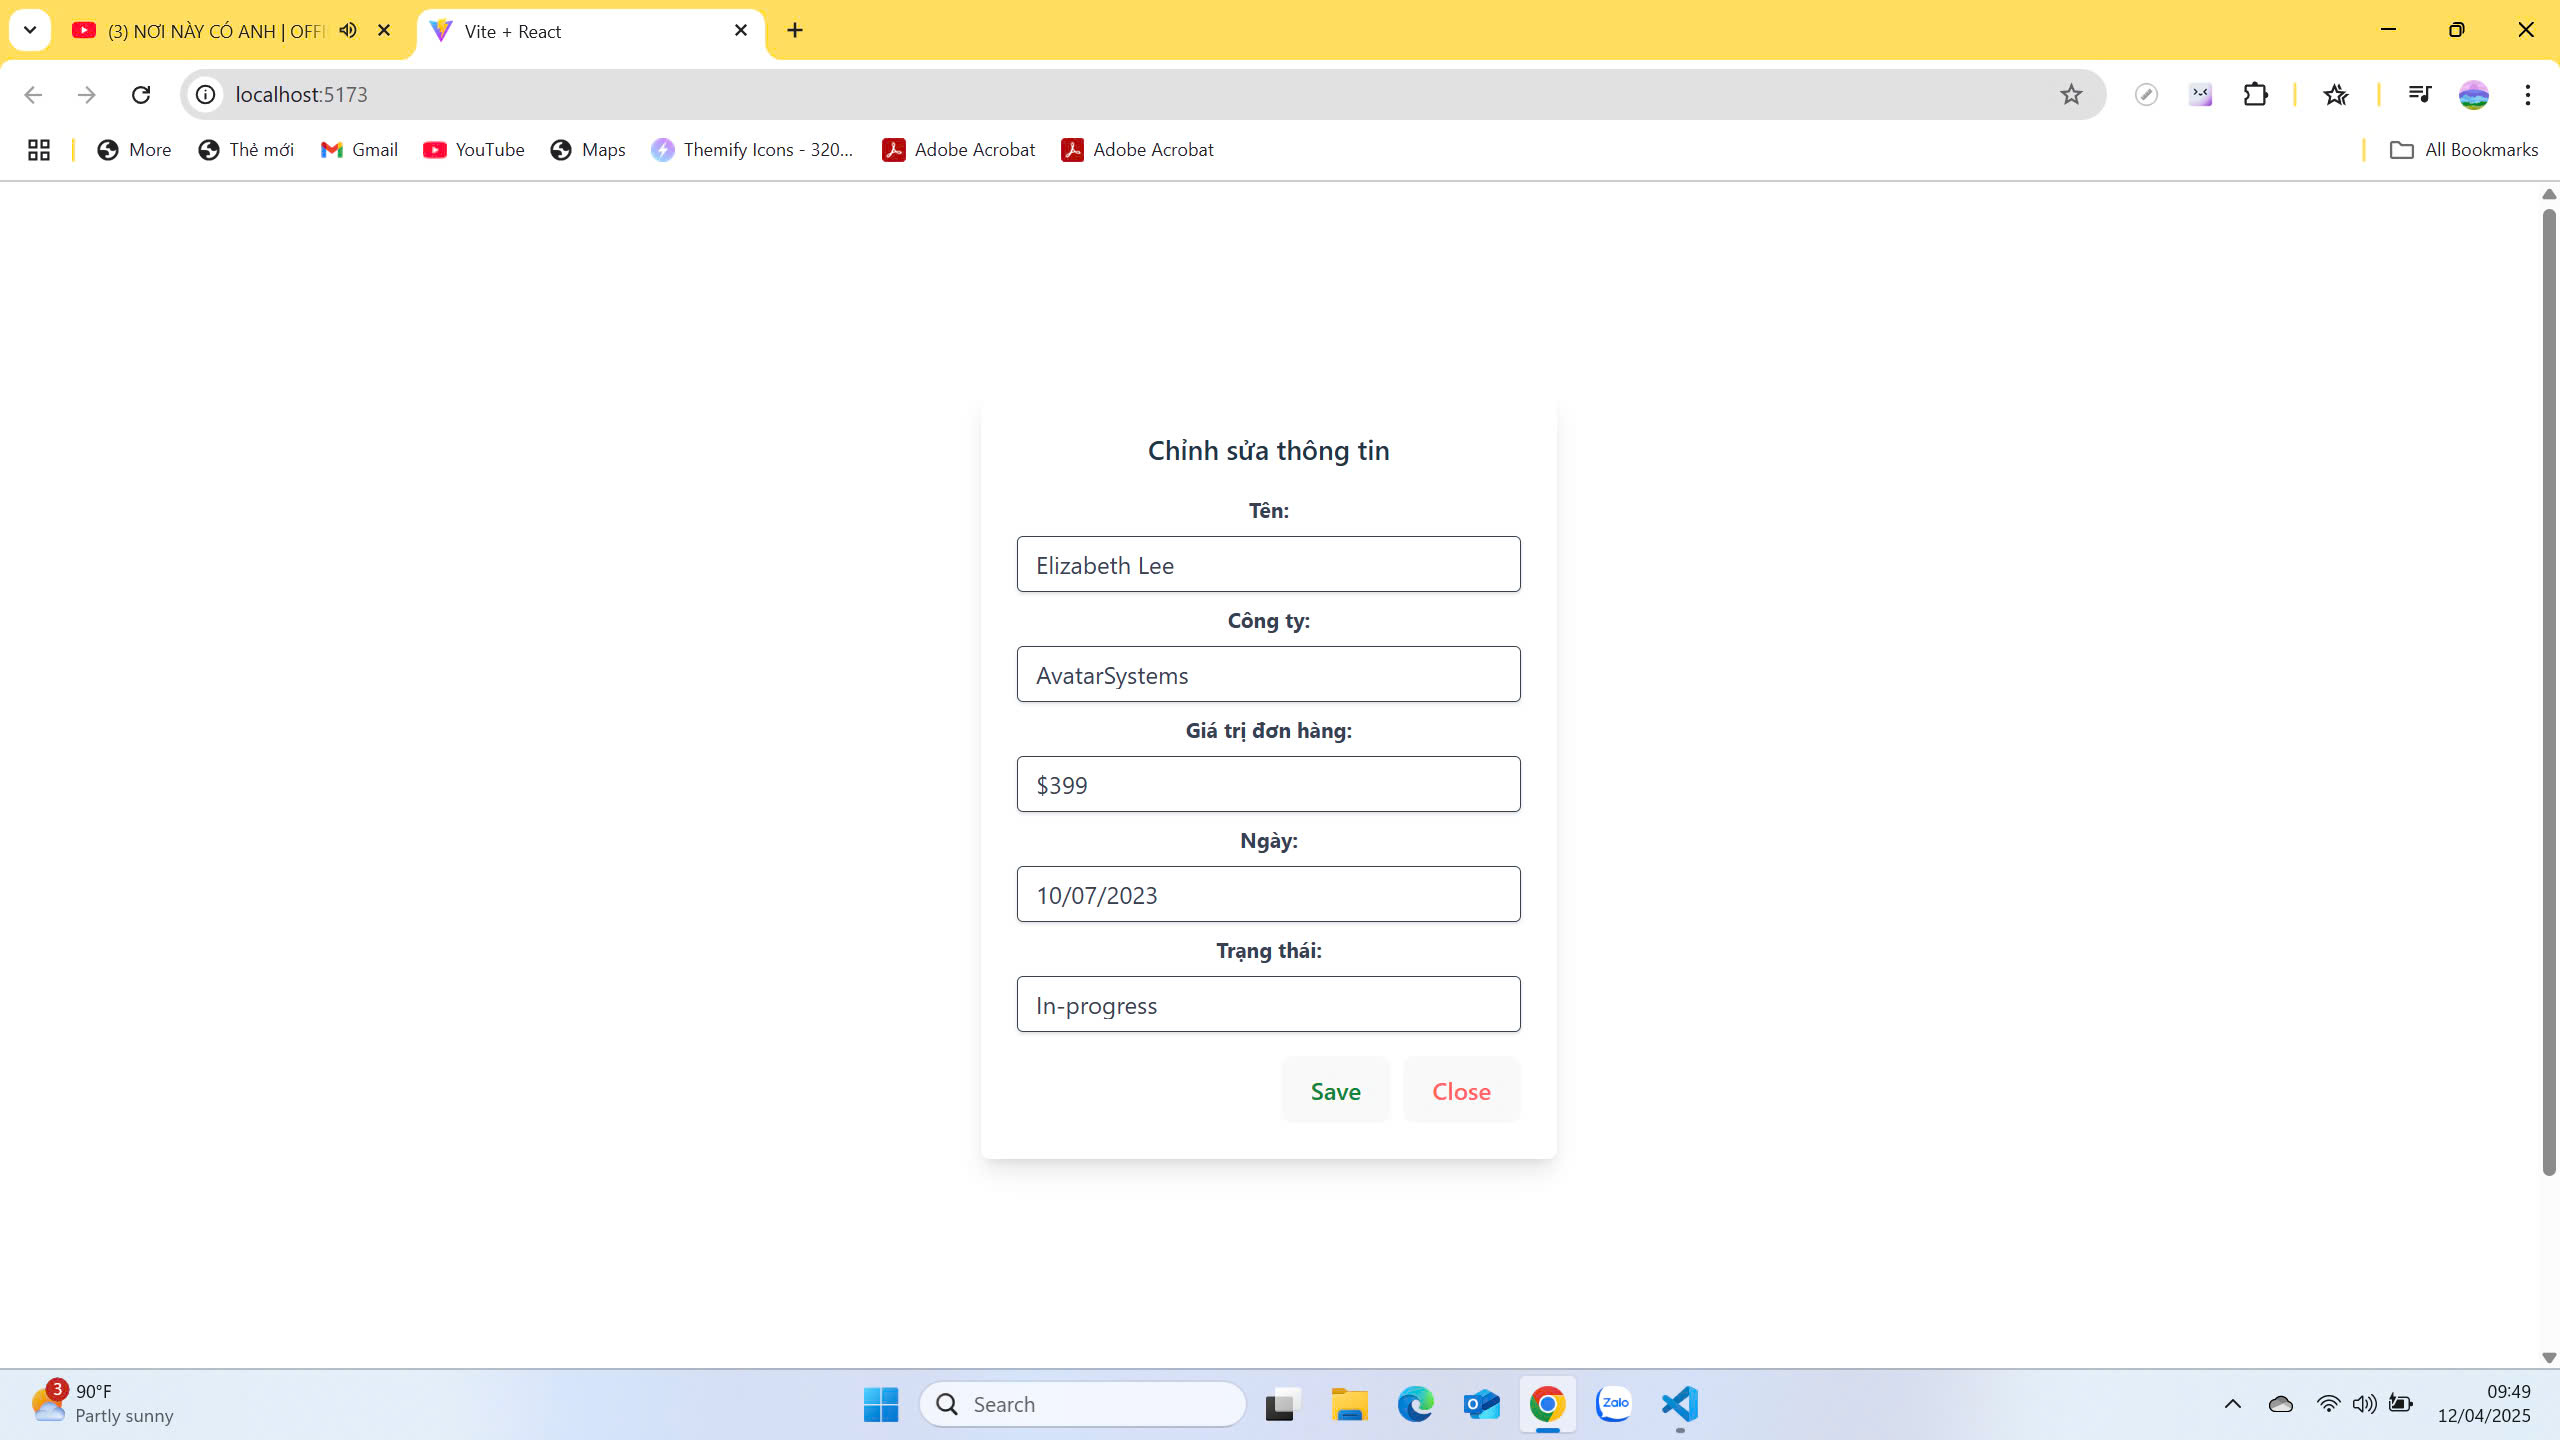 (3) NƠI NÀY CÓ ANH | OFFI
Vite + React
localhost:5173
More
Thẻ mới
Gmail
YouTube
Maps
Themify Icons - 320...
Adobe Acrobat
Adobe Acrobat
All Bookmarks
Chỉnh sửa thông tin
Tên:
Elizabeth Lee
Công ty:
AvatarSystems
Giá trị đơn hàng:
$399
Ngày:
10/07/2023
Trạng thái:
In-progress
Save
Close
3
90°F
Partly sunny
Search
Zalo
09:49
12/04/2025